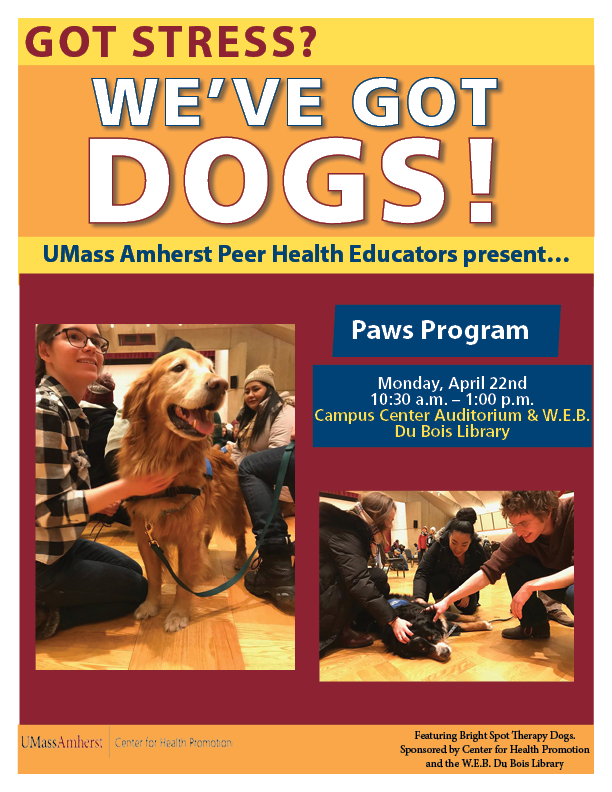 GOT STRESS?
WE'VE GOT
DOGS!
UMass Amherst Peer Health Educators present...
Paws Program
Monday, April 22nd
10:30 a.m. – 1:00 p.m.
Campus Center Auditorium & W.E.B.
Du Bois Library
UMassAmherst Center for Health Promotion
Featuring Bright Spot Therapy Dogs.
Sponsored by Center for Health Promotion
and the W.E.B. Du Bois Library